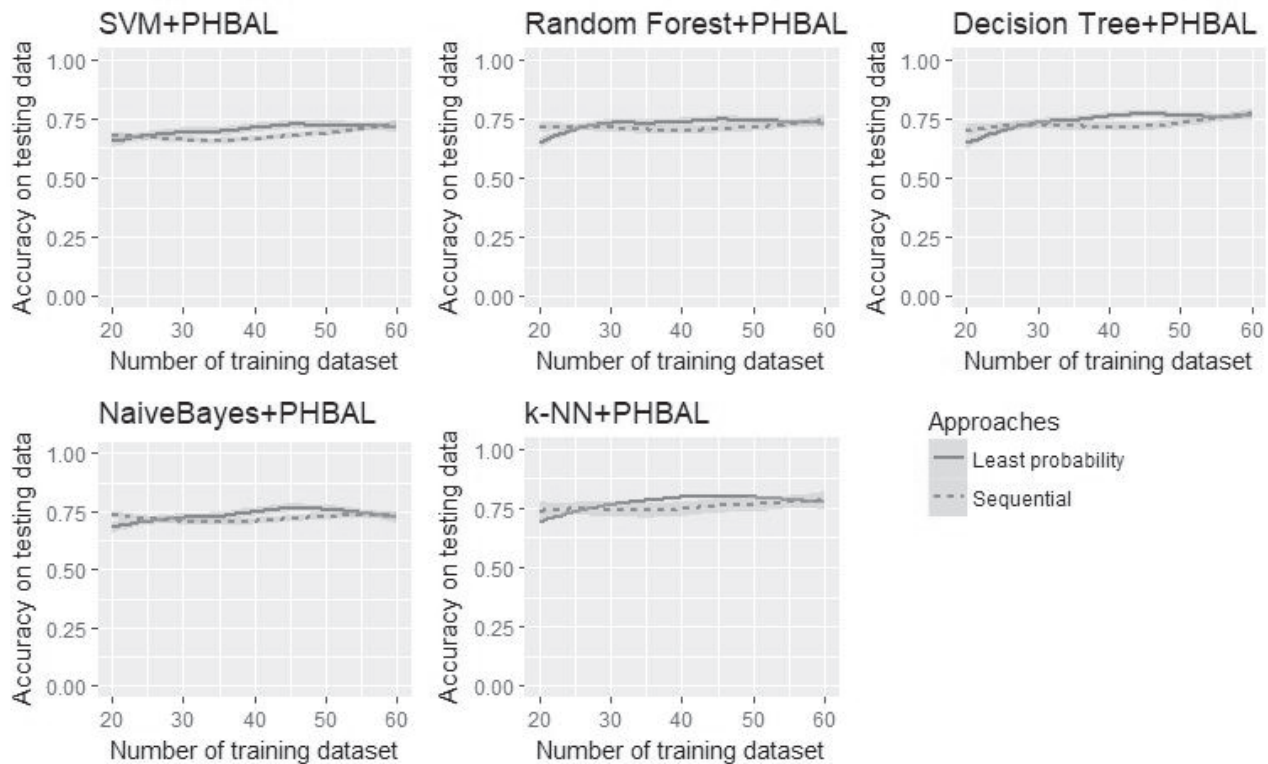 SVM+PHBAL
Accuracy on testing data
1.00
0.75
0.50
0.25
0.00
20 30 40 50 60
Number of training dataset
Random Forest+PHBAL
Accuracy on testing data
1.00
0.75
0.50
0.25
0.00
20 30 40 50 60
Number of training dataset
Decision Tree+PHBAL
Accuracy on testing data
1.00
0.75
0.50
0.25
0.00
20 30 40 50 60
Number of training dataset
NaiveBayes+PHBAL
Accuracy on testing data
1.00
0.75
0.50
0.25
0.00
20 30 40 50 60
Number of training dataset
k-NN+PHBAL
Accuracy on testing data
1.00
0.75
0.50
0.25
0.00
20 30 40 50 60
Number of training dataset
Approaches
Least probability
Sequential